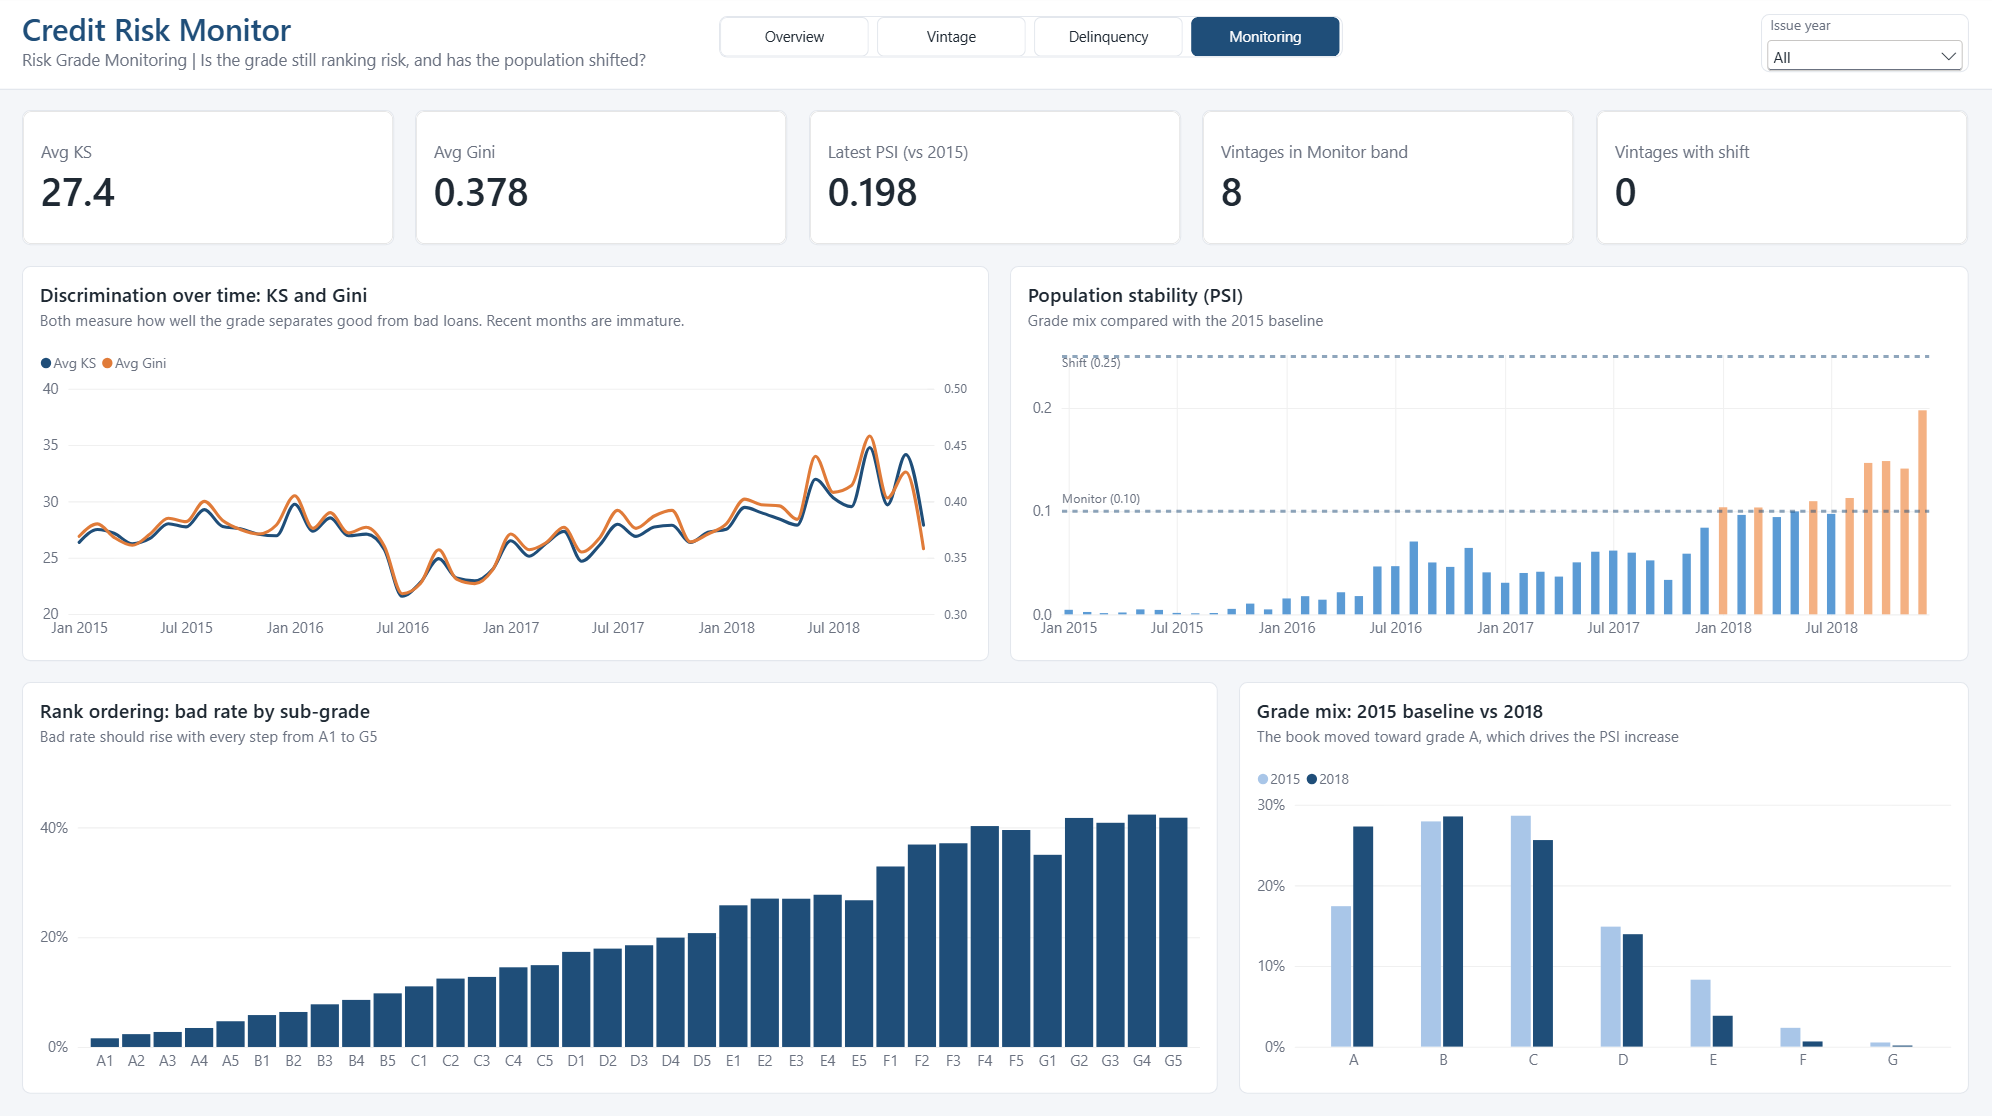 Credit Risk Monitor
Risk Grade Monitoring | Is the grade still ranking risk, and has the population shifted?
Overview
Vintage
Delinquency
Monitoring
Issue year
All
Avg KS
27.4
Avg Gini
0.378
Latest PSI (vs 2015)
0.198
Vintages in Monitor band
8
Vintages with shift
0
Discrimination over time: KS and Gini
Both measure how well the grade separates good from bad loans. Recent months are immature.
Avg KS Avg Gini
40 0.50
35 0.45
30 0.40
25 0.35
20 0.30
Jan 2015 Jul 2015 Jan 2016 Jul 2016 Jan 2017 Jul 2017 Jan 2018 Jul 2018
Population stability (PSI)
Grade mix compared with the 2015 baseline
Shift (0.25)
0.2
Monitor (0.10)
0.1
0.0
Jan 2015 Jul 2015 Jan 2016 Jul 2016 Jan 2017 Jul 2017 Jan 2018 Jul 2018
Rank ordering: bad rate by sub-grade
Bad rate should rise with every step from A1 to G5
40%
20%
0%
A1 A2 A3 A4 A5 B1 B2 B3 B4 B5 C1 C2 C3 C4 C5 D1 D2 D3 D4 D5 E1 E2 E3 E4 E5 F1 F2 F3 F4 F5 G1 G2 G3 G4 G5
Grade mix: 2015 baseline vs 2018
The book moved toward grade A, which drives the PSI increase
2015 2018
30%
20%
10%
0%
A B C D E F G